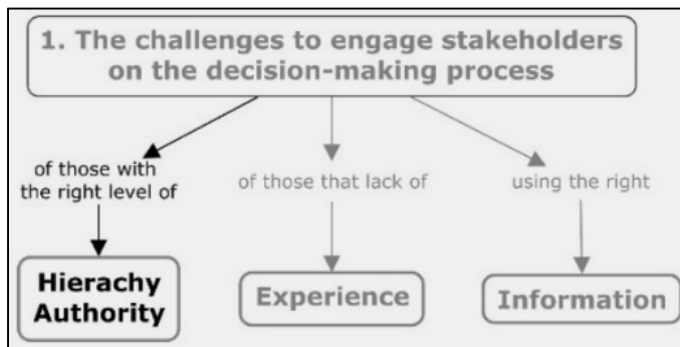 1. The challenges to engage stakeholders
on the decision-making process
of those with
the right level of
of those that lack of
using the right
Hierachy
Authority
Experience
Information